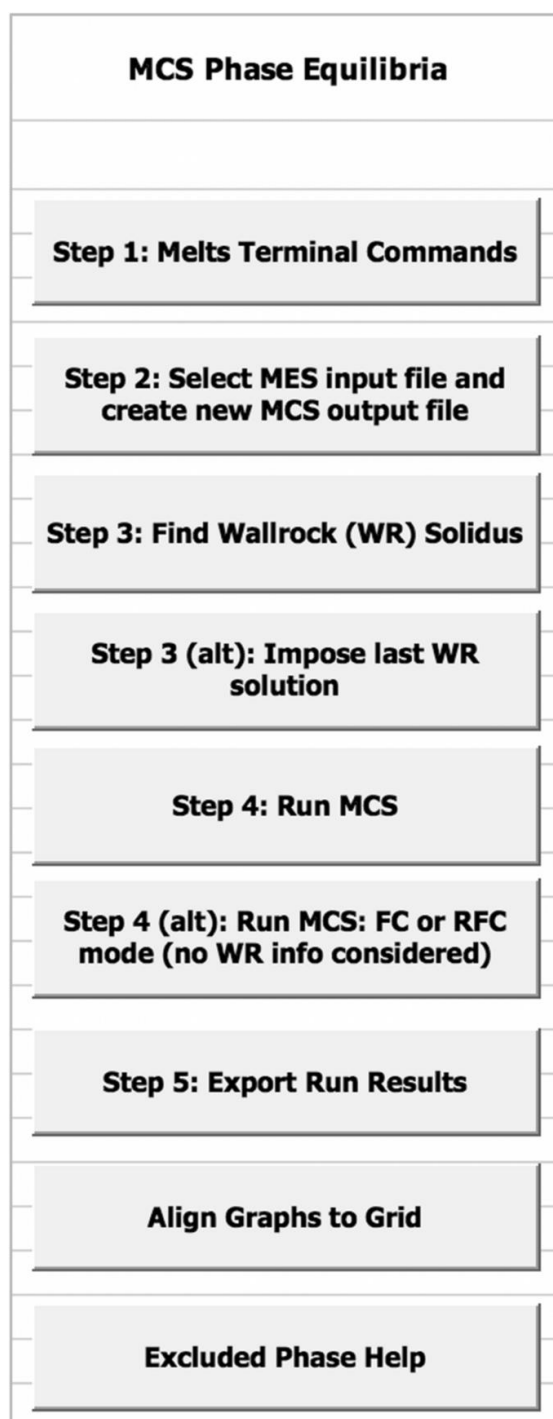 MCS Phase Equilibria
Step 1: Melts Terminal Commands
Step 2: Select MES input file and
create new MCS output file
Step 3: Find Wallrock (WR) Solidus
Step 3 (alt): Impose last WR
solution
Step 4: Run MCS
Step 4 (alt): Run MCS: FC or RFC
mode (no WR info considered)
Step 5: Export Run Results
Align Graphs to Grid
Excluded Phase Help